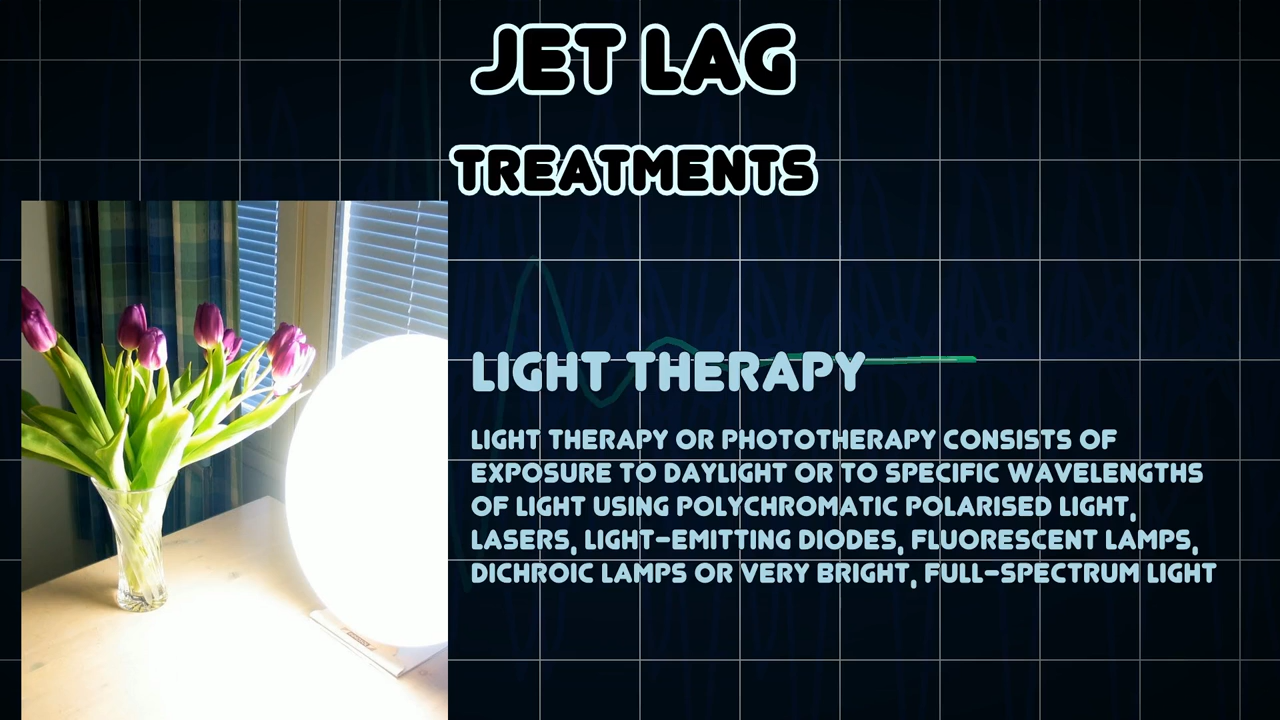 JET LAG
TREATMENTS
LIGHT THERAPY
LIGHT THERAPY OR PHOTOTHERAPY CONSISTS OF
EXPOSURE TO DAYLIGHT OR TO SPECIFIC WAVELENGTHS
OF LIGHT USING POLYCHROMATIC POLARISED LIGHT,
LASERS, LIGHT-EMITTING DIODES, FLUORESCENT LAMPS,
DICHROIC LAMPS OR VERY BRIGHT, FULL-SPECTRUM LIGHT